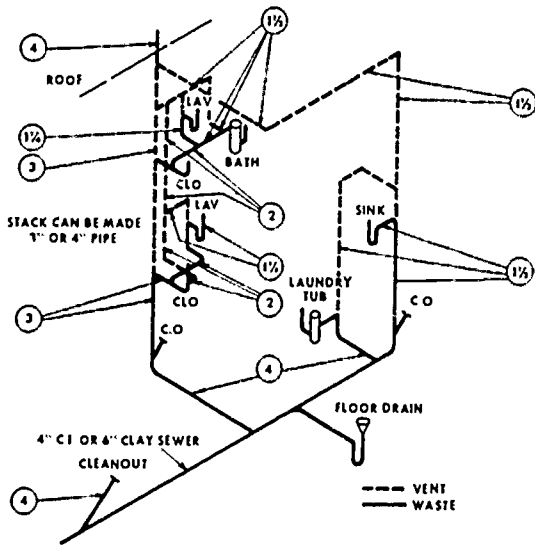 4
1½
ROOF
LAV
1½
1¼
BATH
3
CLO
2
LAV
STACK CAN BE MADE
3" OR 4" PIPE
SINK
1½
1½
LAUNDRY
TUB
CLO
2
3
C.O
C O
4
FLOOR DRAIN
4" C I OR 6" CLAY SEWER
CLEANOUT
4
VENT
WASTE